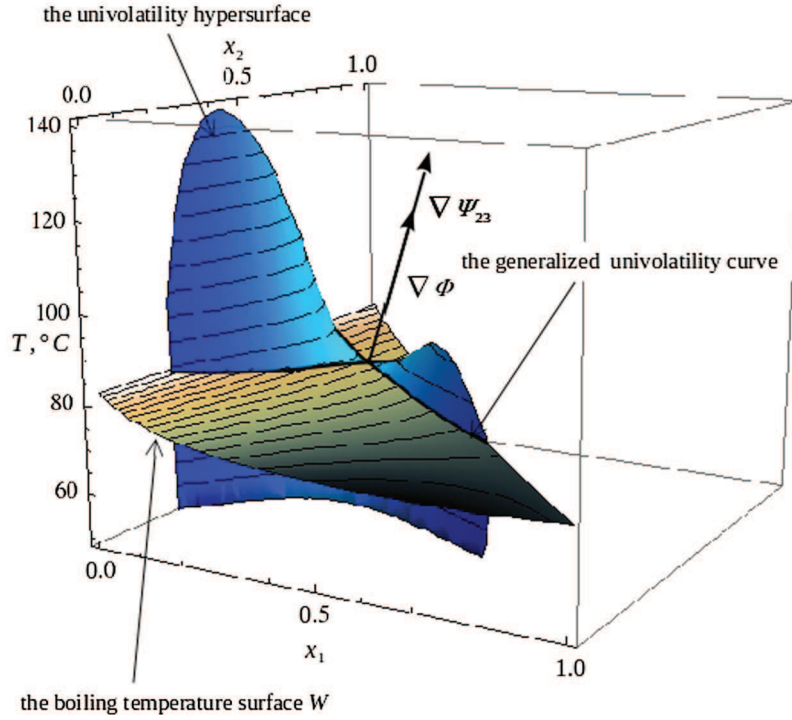 the univolatility hypersurface
x₂
0.0
0.5
1.0
140
120
100
T,°C
80
60
∇ Ψ₂₃
the generalized univolatility curve
∇ Φ
0.0
0.5
1.0
x₁
the boiling temperature surface W